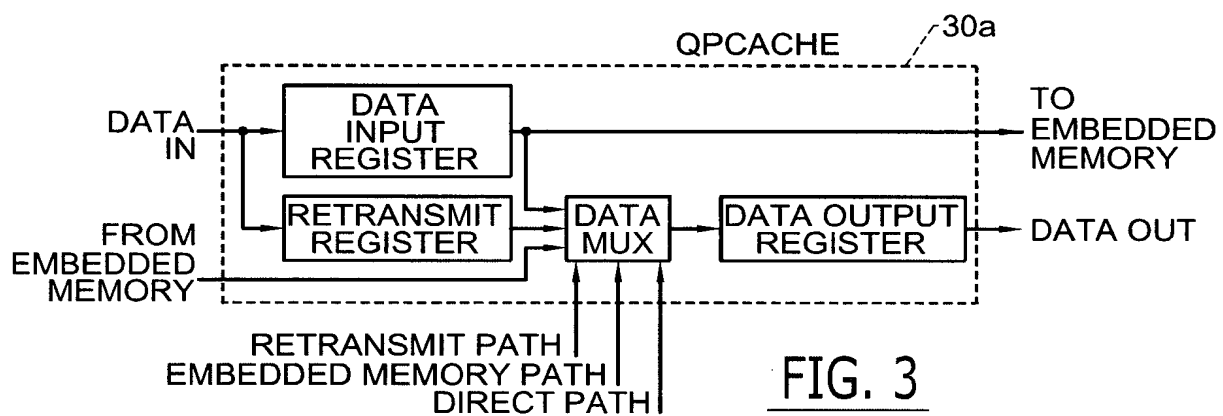 30a
QPCACHE
DATA
IN
DATA
INPUT
REGISTER
TO
EMBEDDED
MEMORY
RETRANSMIT
REGISTER
DATA
MUX
DATA OUTPUT
REGISTER
DATA OUT
FROM
EMBEDDED
MEMORY
RETRANSMIT PATH
EMBEDDED MEMORY PATH
DIRECT PATH
FIG. 3